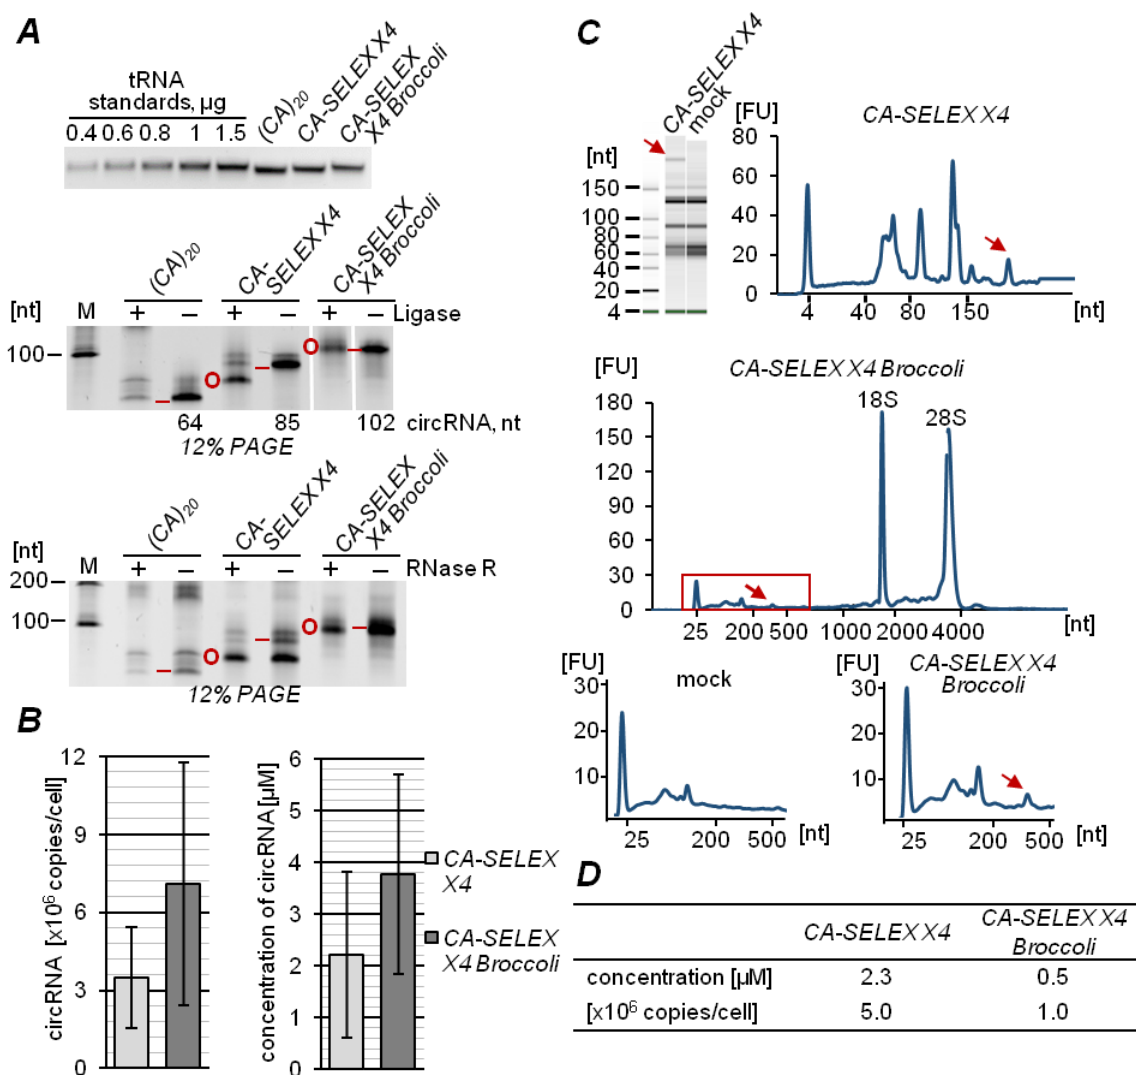 A
tRNA
standards, µg
0.4 0.6 0.8 1 1.5
(CA)20
CA-SELEX X4
CA-SELEX
X4 Broccoli
(CA)20
CA-
SELEX X4
CA-SELEX
X4 Broccoli
[nt] M + − + − + − Ligase
100
64 85 102 circRNA, nt
12% PAGE
(CA)20
CA-
SELEX X4
CA-SELEX
X4 Broccoli
[nt] M + − + − + − RNase R
200
100
12% PAGE
B
circRNA [x10⁶ copies/cell]
12
9
6
3
0
concentration of circRNA [µM]
6
5
4
3
2
1
0
CA-SELEX
X4
CA-SELEX
X4 Broccoli
C
CA-SELEX X4
mock
[nt]
150
100
80
60
40
20
4
[FU]
CA-SELEX X4
80
60
40
20
0
4 40 80 150 [nt]
[FU]
CA-SELEX X4 Broccoli
18S
28S
180
150
120
90
60
30
0
25 200 500 1000 2000 4000 [nt]
[FU]
mock
30
20
10
25 200 500 [nt]
[FU]
CA-SELEX X4
Broccoli
30
20
10
25 200 500 [nt]
D
CA-SELEX X4 CA-SELEX X4
Broccoli
concentration [µM] 2.3 0.5
[x10⁶ copies/cell] 5.0 1.0